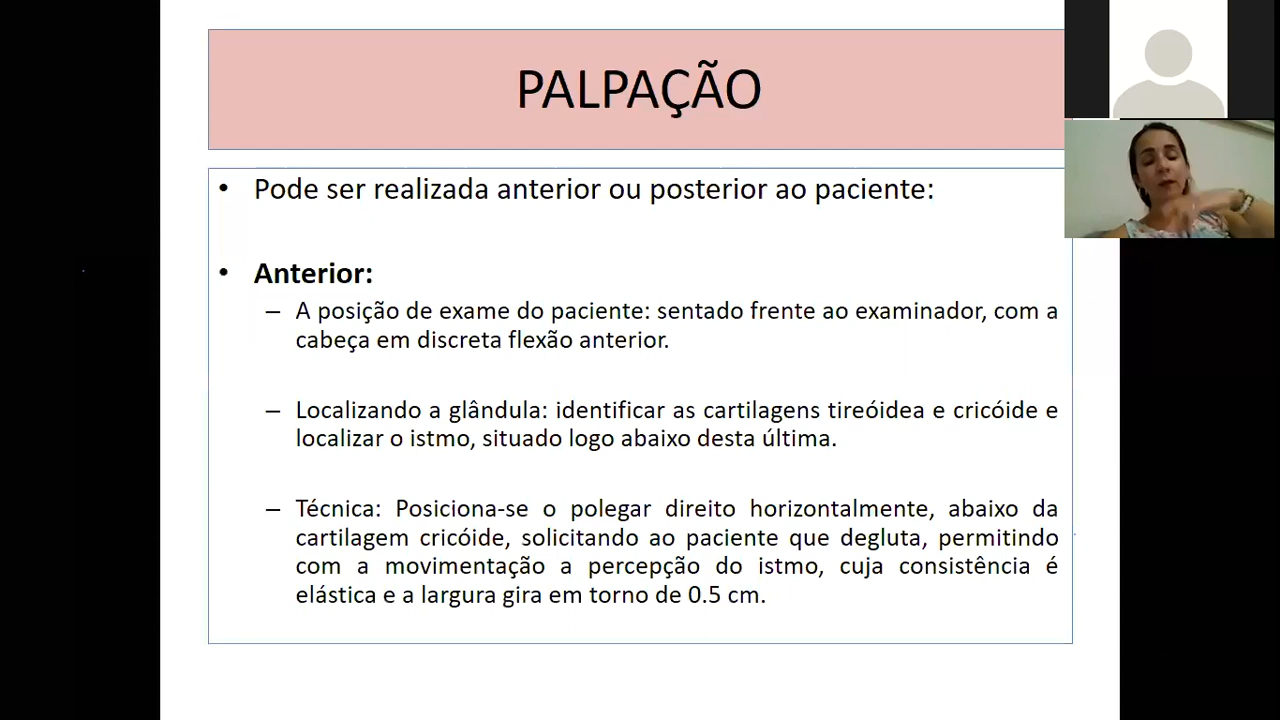 PALPAÇÃO
• Pode ser realizada anterior ou posterior ao paciente:
• Anterior:
– A posição de exame do paciente: sentado frente ao examinador, com a
cabeça em discreta flexão anterior.
– Localizando a glândula: identificar as cartilagens tireóidea e cricóide e
localizar o istmo, situado logo abaixo desta última.
– Técnica: Posiciona-se o polegar direito horizontalmente, abaixo da
cartilagem cricóide, solicitando ao paciente que degluta, permitindo
com a movimentação a percepção do istmo, cuja consistência é
elástica e a largura gira em torno de 0.5 cm.